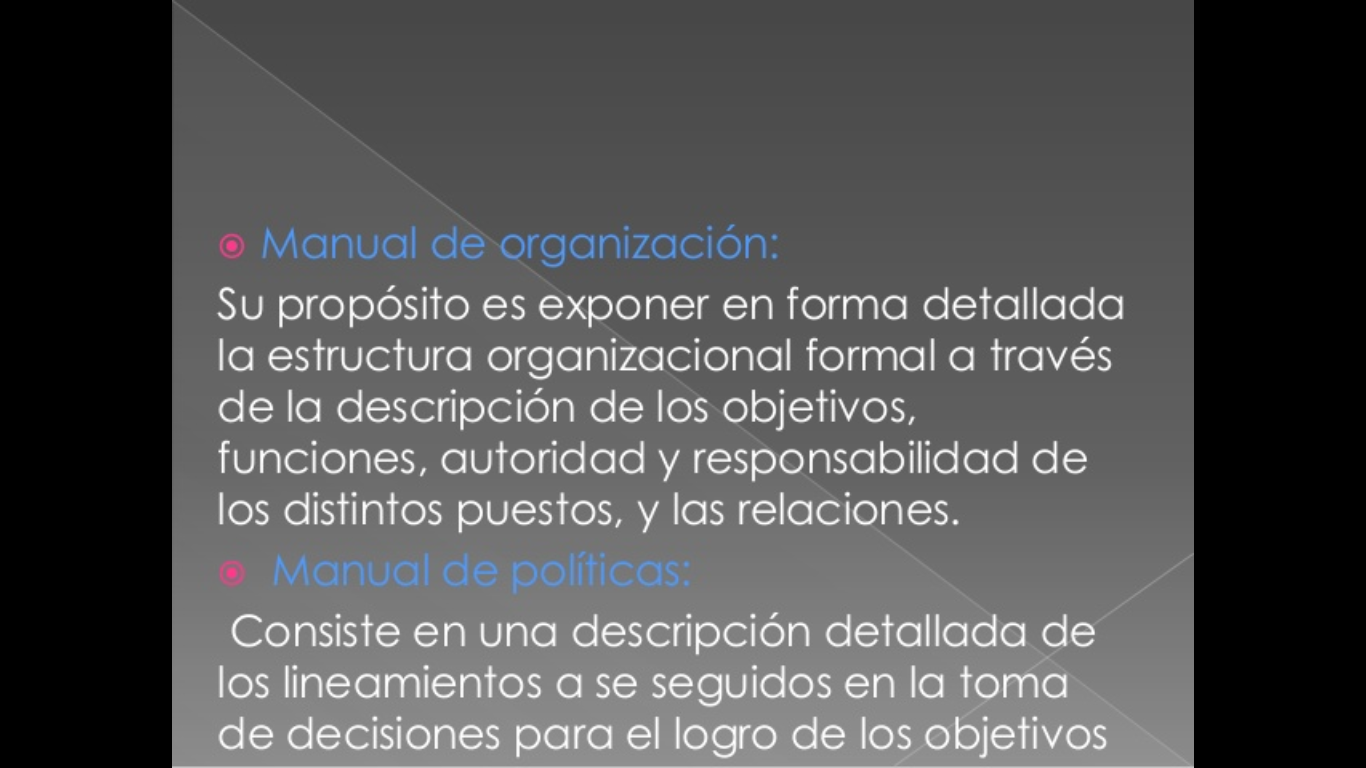 Manual de organización:
Su propósito es exponer en forma detallada
la estructura organizacional formal a través
de la descripción de los objetivos,
funciones, autoridad y responsabilidad de
los distintos puestos, y las relaciones.
Manual de políticas:
Consiste en una descripción detallada de
los lineamientos a se seguidos en la toma
de decisiones para el logro de los objetivos